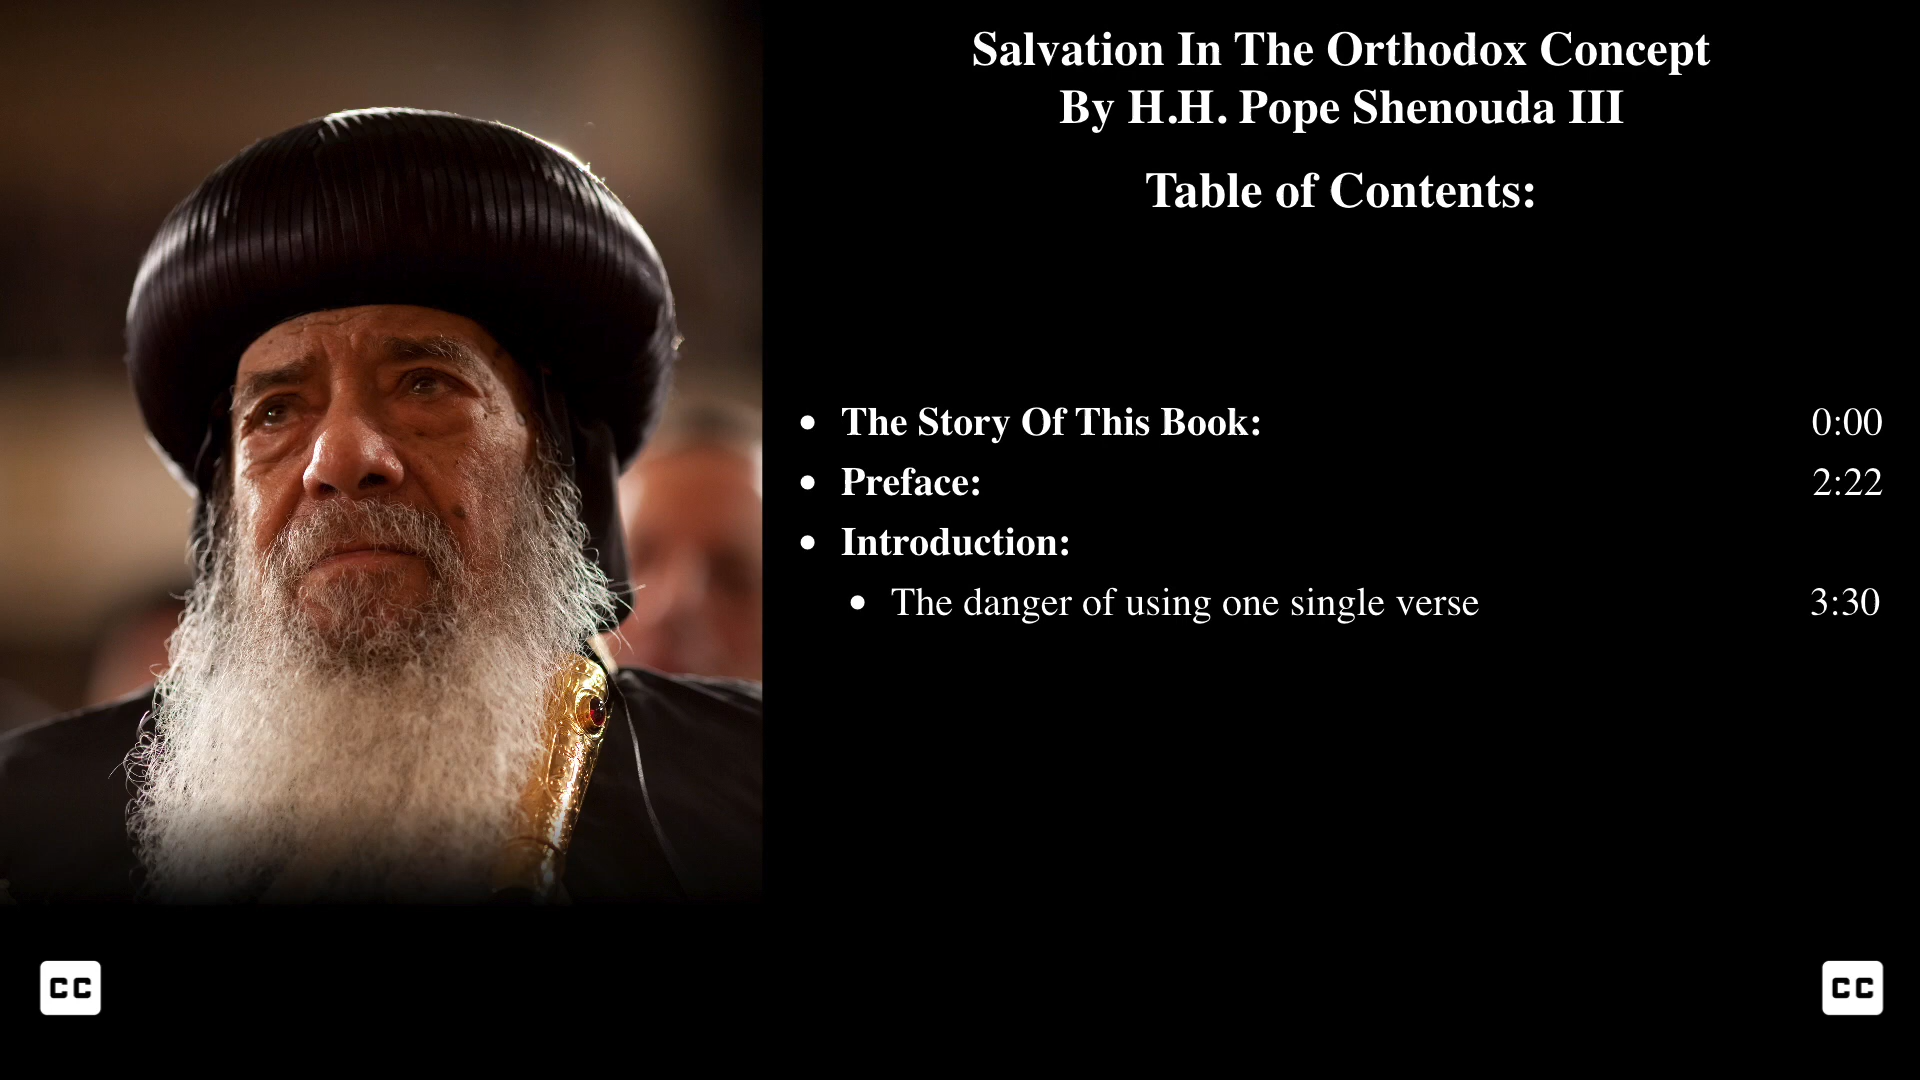 Salvation In The Orthodox Concept
By H.H. Pope Shenouda III
Table of Contents:
• The Story Of This Book: 0:00
• Preface: 2:22
• Introduction:
• The danger of using one single verse 3:30
CC CC